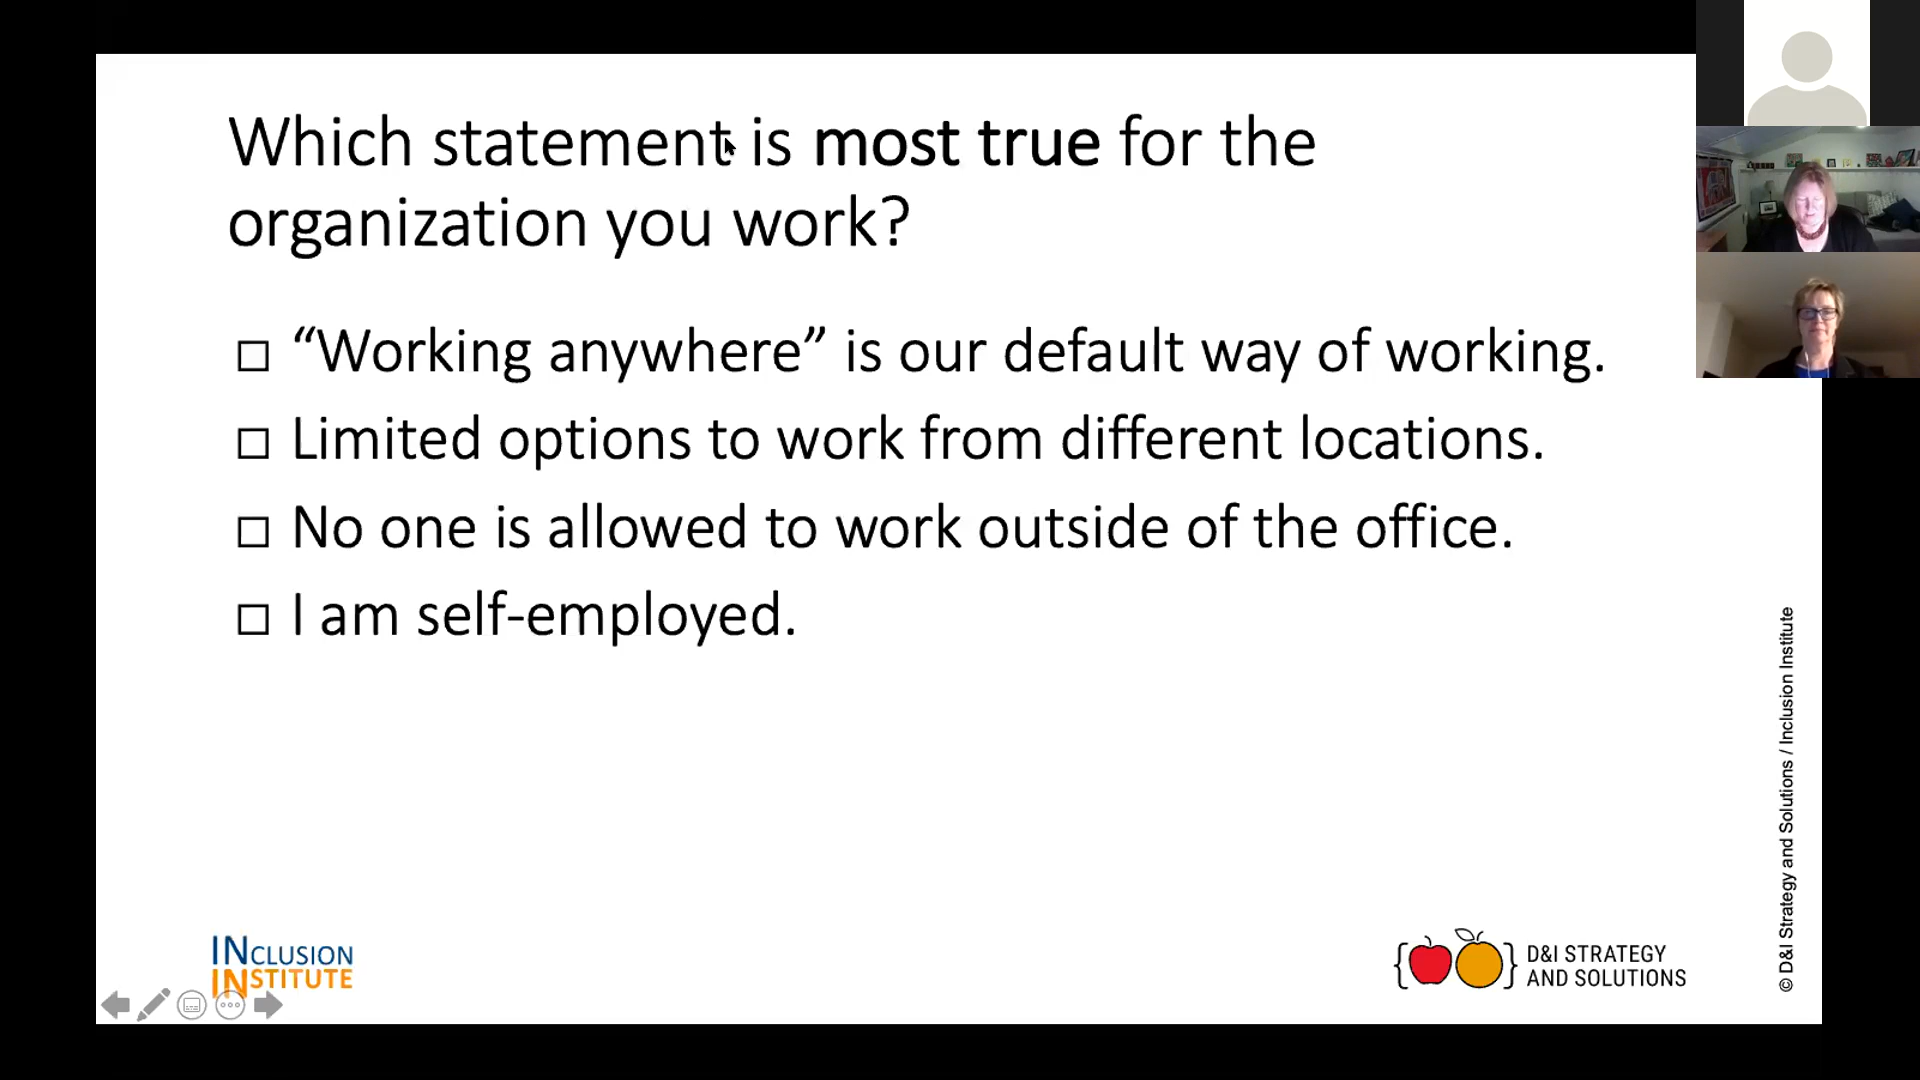 Which statement is most true for the
organization you work?
□ “Working anywhere” is our default way of working.
□ Limited options to work from different locations.
□ No one is allowed to work outside of the office.
□ I am self-employed.
© D&I Strategy and Solutions / Inclusion Institute
INCLUSION
INSTITUTE
D&I STRATEGY
AND SOLUTIONS